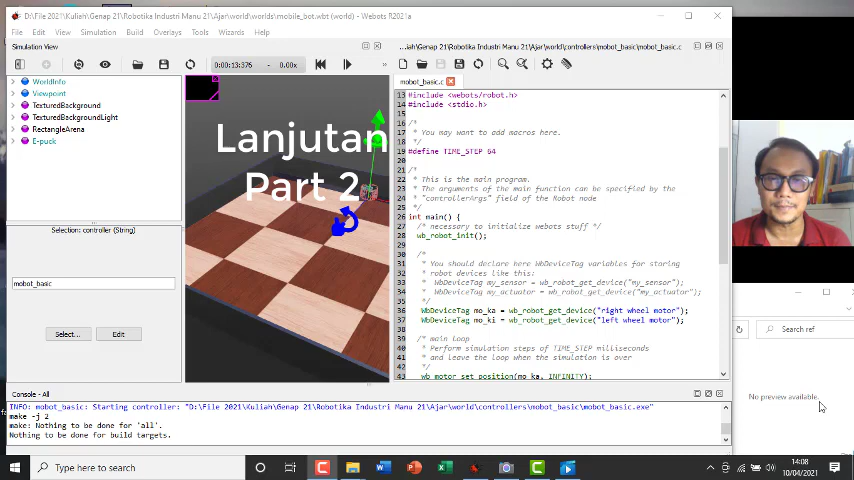 D:\File 2021\Kuliah\Genap 21\Robotika Industri Manu 21\Ajar\world\worlds\mobile_bot.wbt (world) - Webots R2021a
File Edit View Simulation Build Overlays Tools Wizards Help
Simulation View
...ih\Genap 21\Robotika Industri Manu 21\Ajar\world\controllers\mobot_basic\mobot_basic.c
0:00:13:376 - 0.00x
»
mobot_basic.c
WorldInfo
Viewpoint
TexturedBackground
TexturedBackgroundLight
RectangleArena
E-puck
Lanjutan
Part 2
Selection: controller (String)
mobot_basic
Select...
Edit
13 #include <webots/robot.h>
14 #include <stdio.h>
15
16 /*
17 * You may want to add macros here.
18 */
19 #define TIME_STEP 64
20
21 /*
22 * This is the main program.
23 * The arguments of the main function can be specified by the
24 * "controllerArgs" field of the Robot node
25 */
26 int main() {
27 /* necessary to initialize webots stuff */
28 wb_robot_init();
29
30 /*
31 * You should declare here WbDeviceTag variables for storing
32 * robot devices like this:
33 * WbDeviceTag my_sensor = wb_robot_get_device("my_sensor");
34 * WbDeviceTag my_actuator = wb_robot_get_device("my_actuator");
35 */
36 WbDeviceTag mo_ka = wb_robot_get_device("right wheel motor");
37 WbDeviceTag mo_ki = wb_robot_get_device("left wheel motor");
38
39 /* main loop
40 * Perform simulation steps of TIME_STEP milliseconds
41 * and leave the loop when the simulation is over
42 */
43 wb_motor_set_position(mo_ka, INFINITY);
Console - All
INFO: mobot_basic: Starting controller: "D:\File 2021\Kuliah\Genap 21\Robotika Industri Manu 21\Ajar\world\controllers\mobot_basic\mobot_basic.exe"
make -j 2
make: Nothing to be done for 'all'.
Nothing to be done for build targets.
Search ref
No preview available.
Type here to search
14:08
10/04/2021